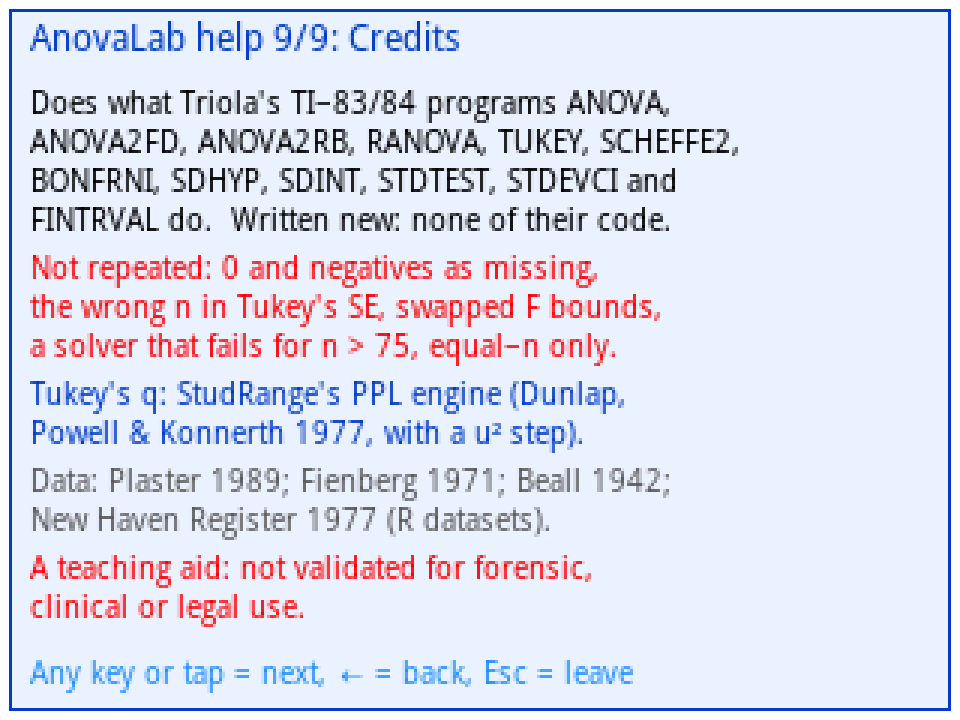 AnovaLab help 9/9: Credits
Does what Triola's TI−83/84 programs ANOVA,
ANOVA2FD, ANOVA2RB, RANOVA, TUKEY, SCHEFFE2,
BONFRNI, SDHYP, SDINT, STDTEST, STDEVCI and
FINTRVAL do.  Written new: none of their code.
Not repeated: 0 and negatives as missing,
the wrong n in Tukey's SE, swapped F bounds,
a solver that fails for n > 75, equal−n only.
Tukey's q: StudRange's PPL engine (Dunlap,
Powell & Konnerth 1977, with a u² step).
Data: Plaster 1989; Fienberg 1971; Beall 1942;
New Haven Register 1977 (R datasets).
A teaching aid: not validated for forensic,
clinical or legal use.
Any key or tap = next, ← = back, Esc = leave